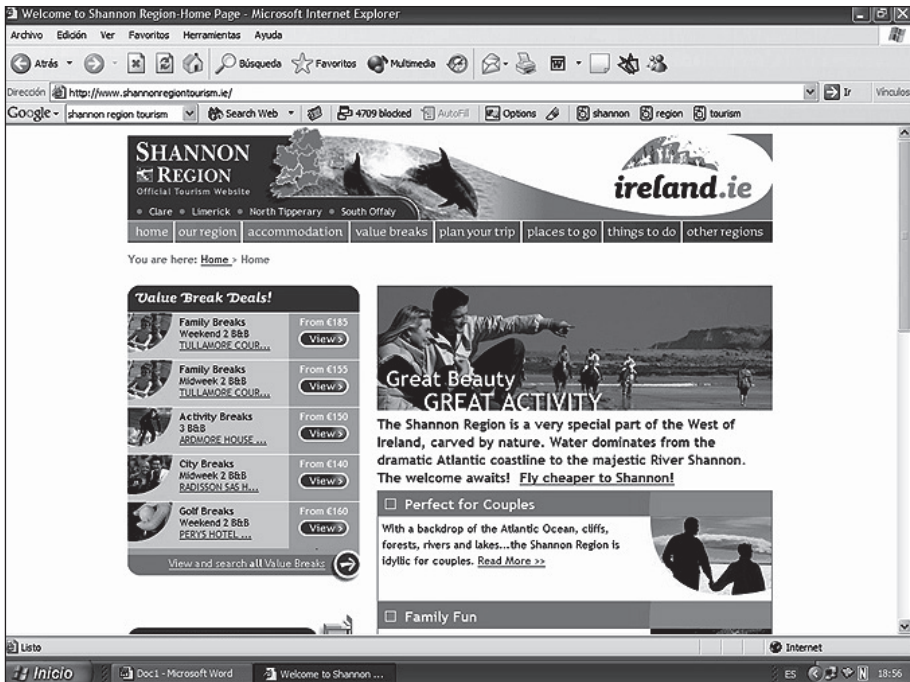 Welcome to Shannon Region-Home Page - Microsoft Internet Explorer
Archivo Edición Ver Favoritos Herramientas Ayuda
Atrás Búsqueda Favoritos Multimedia
Dirección http://www.shannonregiontourism.ie/ Ir Vínculos
Google shannon region tourism Search Web 4709 blocked AutoFill Options shannon region tourism
SHANNON
REGION
Official Tourism Website
ireland.ie
Clare Limerick North Tipperary South Offaly
home our region accommodation value breaks plan your trip places to go things to do other regions
You are here: Home > Home
Value Break Deals!
Family Breaks From €185
Weekend 2 B&B View
TULLAMORE COUR...
Family Breaks From €155
Midweek 2 B&B View
TULLAMORE COUR...
Activity Breaks From €150
3 B&B View
ARDMORE HOUSE ...
City Breaks From €140
Midweek 2 B&B View
RADISSON SAS H...
Golf Breaks From €160
Weekend 2 B&B View
PERYS HOTEL ...
View and search all Value Breaks
Great Beauty
GREAT ACTIVITY
The Shannon Region is a very special part of the West of
Ireland, carved by nature. Water dominates from the
dramatic Atlantic coastline to the majestic River Shannon.
The welcome awaits! Fly cheaper to Shannon!
Perfect for Couples
With a backdrop of the Atlantic Ocean, cliffs,
forests, rivers and lakes...the Shannon Region is
idyllic for couples. Read More >>
Family Fun
Listo Internet
Inicio Doc1 - Microsoft Word Welcome to Shannon ... ES 18:56